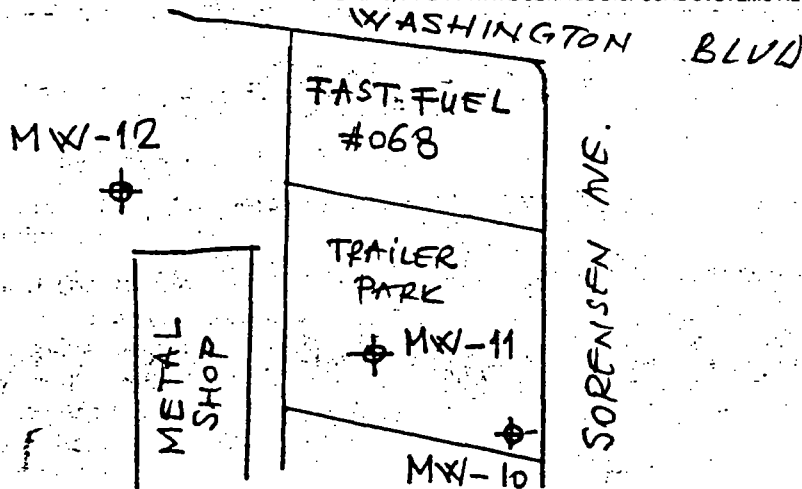 WASHINGTON BLVD
FAST-FUEL
#068
MW-12
SORENSEN AVE.
TRAILER
PARK
MW-11
METAL
SHOP
MW-10